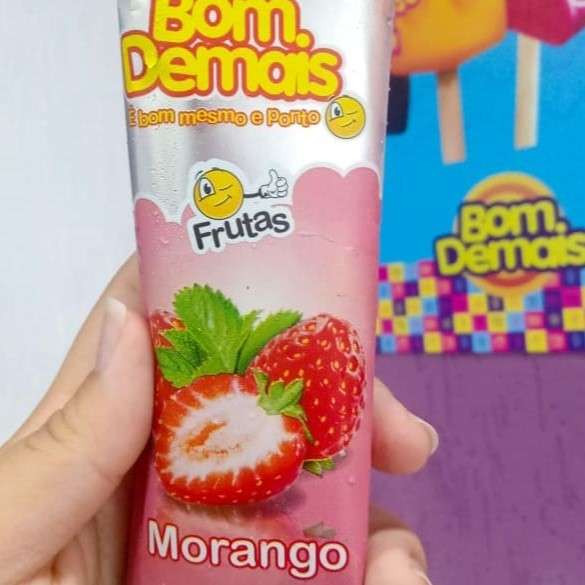 Bom.
Demais
É bom mesmo e ponto
Frutas
Morango
Bom.
Demais